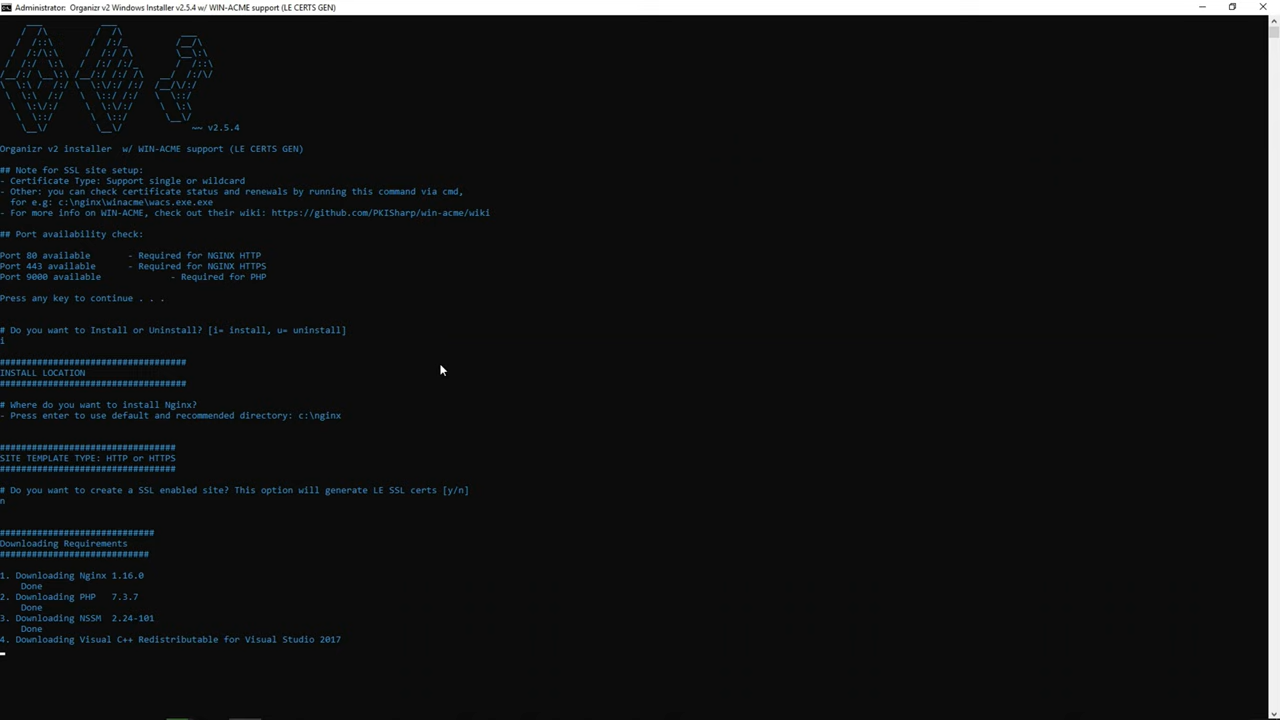 Administrator: Organizr v2 Windows Installer v2.5.4 w/ WIN-ACME support (LE CERTS GEN)
~~ v2.5.4
Organizr v2 installer  w/ WIN-ACME support (LE CERTS GEN)
## Note for SSL site setup:
- Certificate Type: Support single or wildcard
- Other: you can check certificate status and renewals by running this command via cmd,
for e.g: c:\nginx\winacme\wacs.exe.exe
- For more info on WIN-ACME, check out their wiki: https://github.com/PKISharp/win-acme/wiki
## Port availability check:
Port 80 available - Required for NGINX HTTP
Port 443 available - Required for NGINX HTTPS
Port 9000 available - Required for PHP
Press any key to continue . . .
# Do you want to Install or Uninstall? [i= install, u= uninstall]
i
###################################
INSTALL LOCATION
###################################
# Where do you want to install Nginx?
- Press enter to use default and recommended directory: c:\nginx
#################################
SITE TEMPLATE TYPE: HTTP or HTTPS
#################################
# Do you want to create a SSL enabled site? This option will generate LE SSL certs [y/n]
n
#############################
Downloading Requirements
############################
1. Downloading Nginx 1.16.0
Done
2. Downloading PHP   7.3.7
Done
3. Downloading NSSM  2.24-101
Done
4. Downloading Visual C++ Redistributable for Visual Studio 2017